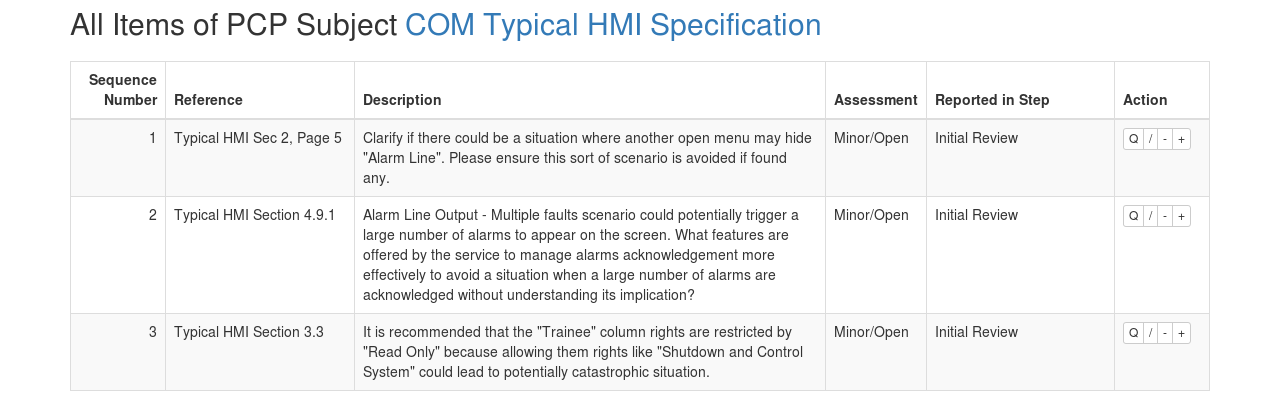 All Items of PCP Subject COM Typical HMI Specification
Sequence Number Reference Description Assessment Reported in Step Action
1 Typical HMI Sec 2, Page 5 Clarify if there could be a situation where another open menu may hide Minor/Open Initial Review Q / - +
"Alarm Line". Please ensure this sort of scenario is avoided if found
any.
2 Typical HMI Section 4.9.1 Alarm Line Output - Multiple faults scenario could potentially trigger a Minor/Open Initial Review Q / - +
large number of alarms to appear on the screen. What features are
offered by the service to manage alarms acknowledgement more
effectively to avoid a situation when a large number of alarms are
acknowledged without understanding its implication?
3 Typical HMI Section 3.3 It is recommended that the "Trainee" column rights are restricted by Minor/Open Initial Review Q / - +
"Read Only" because allowing them rights like "Shutdown and Control
System" could lead to potentially catastrophic situation.